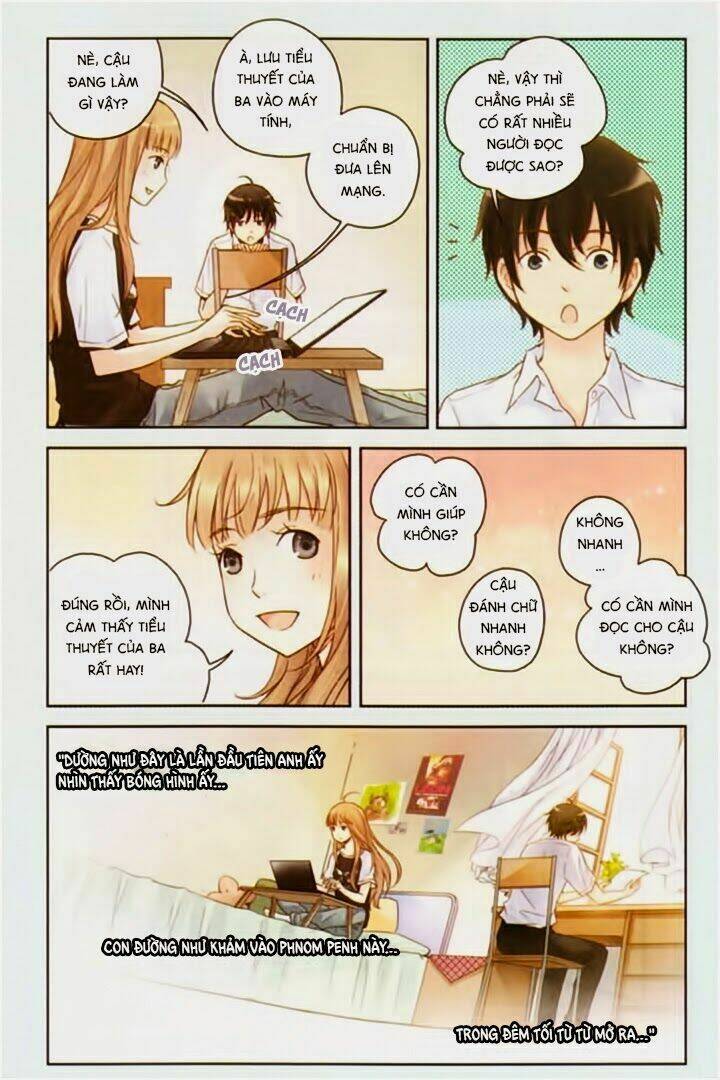 NÈ, CẬU
ĐANG LÀM
GÌ VẬY?
À, LƯU TIỂU
THUYẾT CỦA
BA VÀO MÁY
TÍNH,
CHUẨN BỊ
ĐƯA LÊN
MẠNG.
CẠCH
CẠCH
NÈ, VẬY THÌ
CHẲNG PHẢI SẼ
CÓ RẤT NHIỀU
NGƯỜI ĐỌC
ĐƯỢC SAO?
ĐÚNG RỒI, MÌNH
CẢM THẤY TIỂU
THUYẾT CỦA BA
RẤT HAY!
CÓ CẦN
MÌNH GIÚP
KHÔNG?
CẬU
ĐÁNH CHỮ
NHANH
KHÔNG?
KHÔNG
NHANH
...
CÓ CẦN MÌNH
ĐỌC CHO CẬU
KHÔNG?
"DƯỜNG NHƯ ĐÂY LÀ LẦN ĐẦU TIÊN ANH ẤY
NHÌN THẤY BÓNG HÌNH ẤY...
CON ĐƯỜNG NHƯ KHẢM VÀO PHNOM PENH NÀY...
TRONG ĐÊM TỐI TỪ TỪ MỞ RA..."